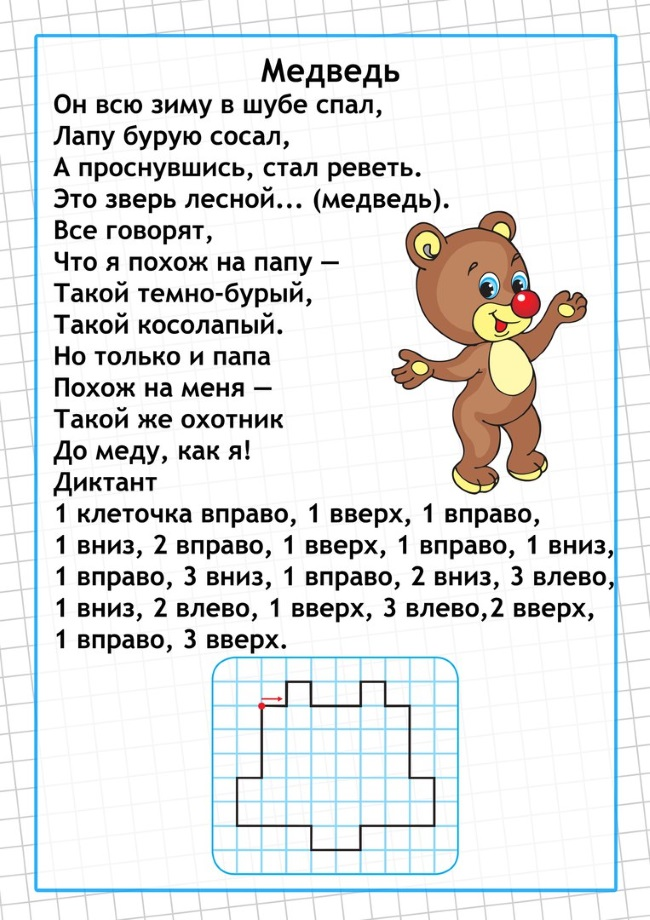 Медведь
Он всю зиму в шубе спал,
Лапу бурую сосал,
А проснувшись, стал реветь.
Это зверь лесной... (медведь).
Все говорят,
Что я похож на папу —
Такой темно-бурый,
Такой косолапый.
Но только и папа
Похож на меня —
Такой же охотник
До меду, как я!
Диктант
1 клеточка вправо, 1 вверх, 1 вправо,
1 вниз, 2 вправо, 1 вверх, 1 вправо, 1 вниз,
1 вправо, 3 вниз, 1 вправо, 2 вниз, 3 влево,
1 вниз, 2 влево, 1 вверх, 3 влево,2 вверх,
1 вправо, 3 вверх.